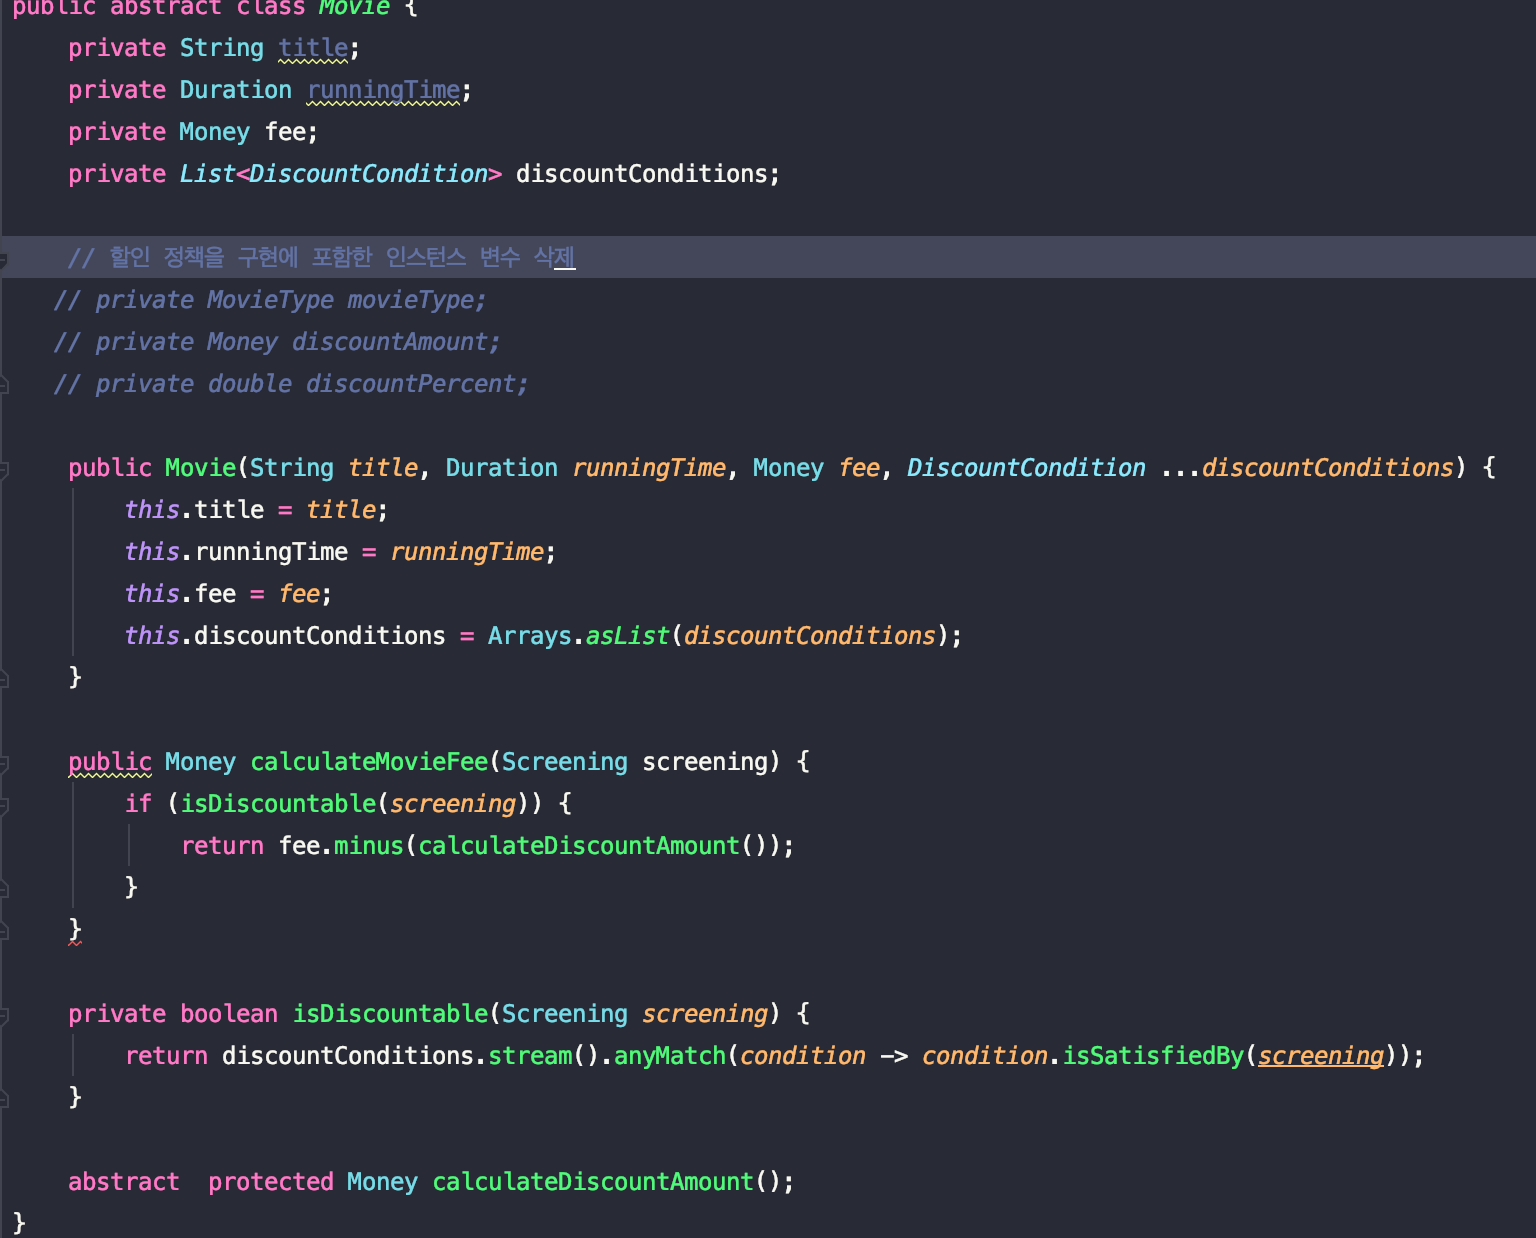 public abstract class Movie {
    private String title;
    private Duration runningTime;
    private Money fee;
    private List<DiscountCondition> discountConditions;

    // 할인 정책을 구현에 포함한 인스턴스 변수 삭제
   // private MovieType movieType;
   // private Money discountAmount;
   // private double discountPercent;

    public Movie(String title, Duration runningTime, Money fee, DiscountCondition ...discountConditions) {
        this.title = title;
        this.runningTime = runningTime;
        this.fee = fee;
        this.discountConditions = Arrays.asList(discountConditions);
    }

    public Money calculateMovieFee(Screening screening) {
        if (isDiscountable(screening)) {
            return fee.minus(calculateDiscountAmount());
        }
    }

    private boolean isDiscountable(Screening screening) {
        return discountConditions.stream().anyMatch(condition -> condition.isSatisfiedBy(screening));
    }

    abstract  protected Money calculateDiscountAmount();
}